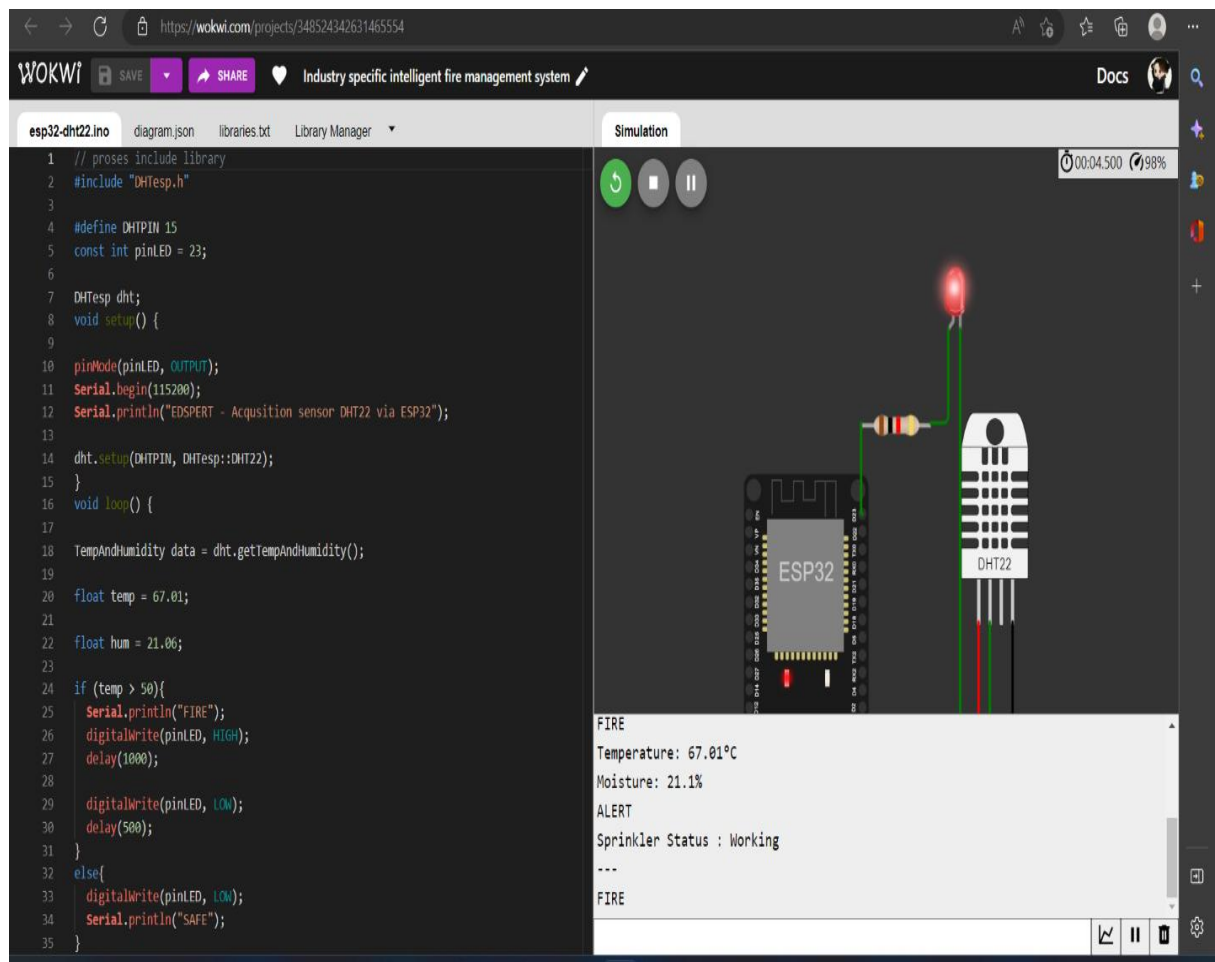 https://wokwi.com/projects/348524342631465554
WOKWi SAVE SHARE Industry specific intelligent fire management system Docs
esp32-dht22.ino diagram.json libraries.txt Library Manager
Simulation
00:04.500 98%
1 // proses include library
2 #include "DHTesp.h"
3
4 #define DHTPIN 15
5 const int pinLED = 23;
6
7 DHTesp dht;
8 void setup() {
9
10 pinMode(pinLED, OUTPUT);
11 Serial.begin(115200);
12 Serial.println("EDSPERT - Acqusition sensor DHT22 via ESP32");
13
14 dht.setup(DHTPIN, DHTesp::DHT22);
15 }
16 void loop() {
17
18 TempAndHumidity data = dht.getTempAndHumidity();
19
20 float temp = 67.01;
21
22 float hum = 21.06;
23
24 if (temp > 50){
25 Serial.println("FIRE");
26 digitalWrite(pinLED, HIGH);
27 delay(1000);
28
29 digitalWrite(pinLED, LOW);
30 delay(500);
31 }
32 else{
33 digitalWrite(pinLED, LOW);
34 Serial.println("SAFE");
35 }
ESP32
DHT22
FIRE
Temperature: 67.01ºC
Moisture: 21.1%
ALERT
Sprinkler Status : Working
---
FIRE